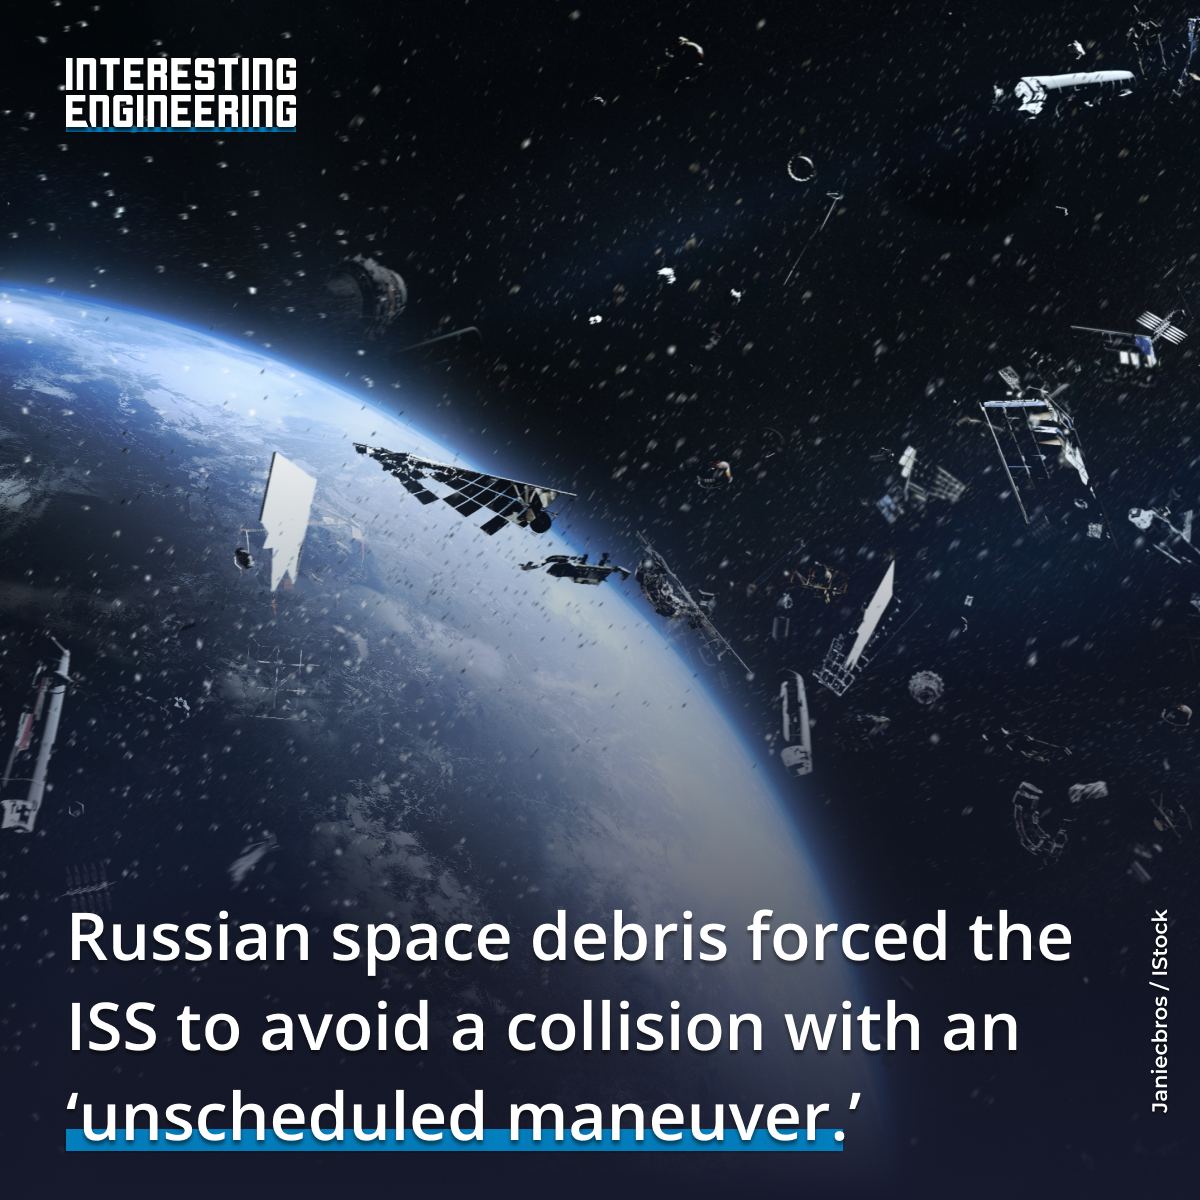 INTERESTING
ENGINEERING
Russian space debris forced the
ISS to avoid a collision with an
‘unscheduled maneuver.’
Janiecbros / IStock